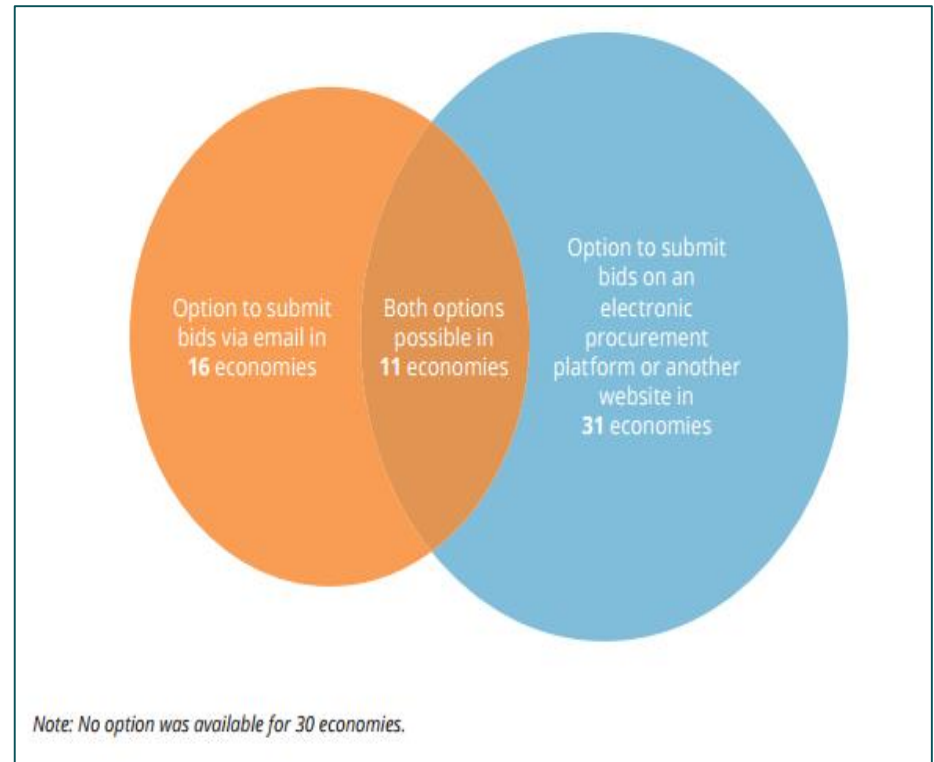 Option to submit
bids via email in
16 economies
Both options
possible in
11 economies
Option to submit
bids on an
electronic
procurement
platform or another
website in
31 economies
Note: No option was available for 30 economies.